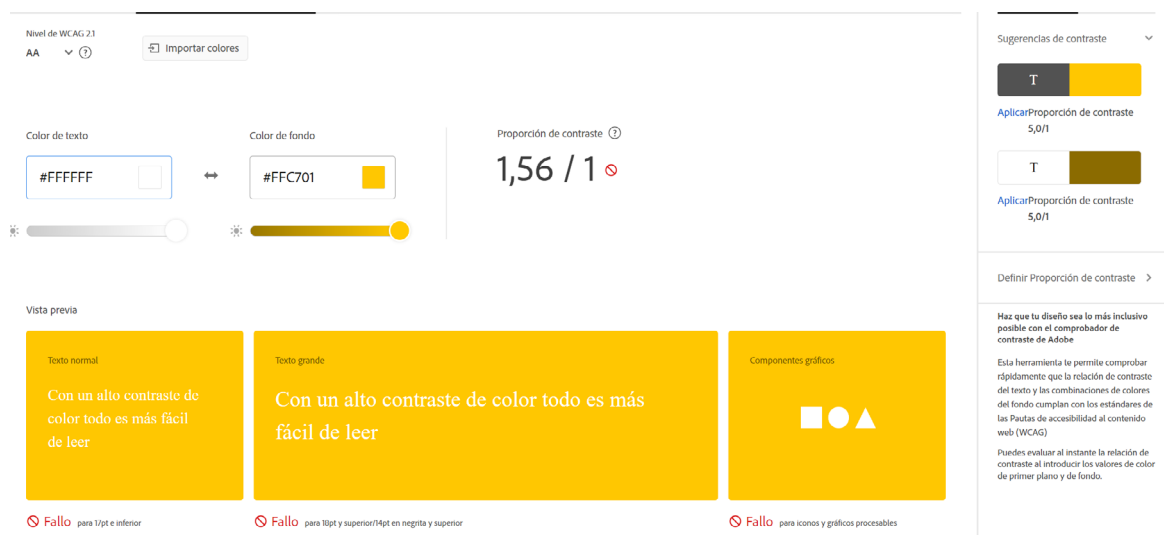 Nivel de WCAG 2.1
AA
Importar colores
Color de texto
#FFFFFF
Color de fondo
#FFC701
Proporción de contraste
1,56 / 1
Vista previa
Texto normal
Con un alto contraste de
color todo es más fácil
de leer
Fallo para 17pt e inferior
Texto grande
Con un alto contraste de color todo es más
fácil de leer
Fallo para 18pt y superior/14pt en negrita y superior
Componentes gráficos
Fallo para iconos y gráficos procesables
Sugerencias de contraste
T
Aplicar Proporción de contraste
5,0/1
T
Aplicar Proporción de contraste
5,0/1
Definir Proporción de contraste
Haz que tu diseño sea lo más inclusivo
posible con el comprobador de
contraste de Adobe
Esta herramienta te permite comprobar
rápidamente que la relación de contraste
del texto y las combinaciones de colores
del fondo cumplan con los estándares de
las Pautas de accesibilidad al contenido
web (WCAG)
Puedes evaluar al instante la relación de
contraste al introducir los valores de color
de primer plano y de fondo.